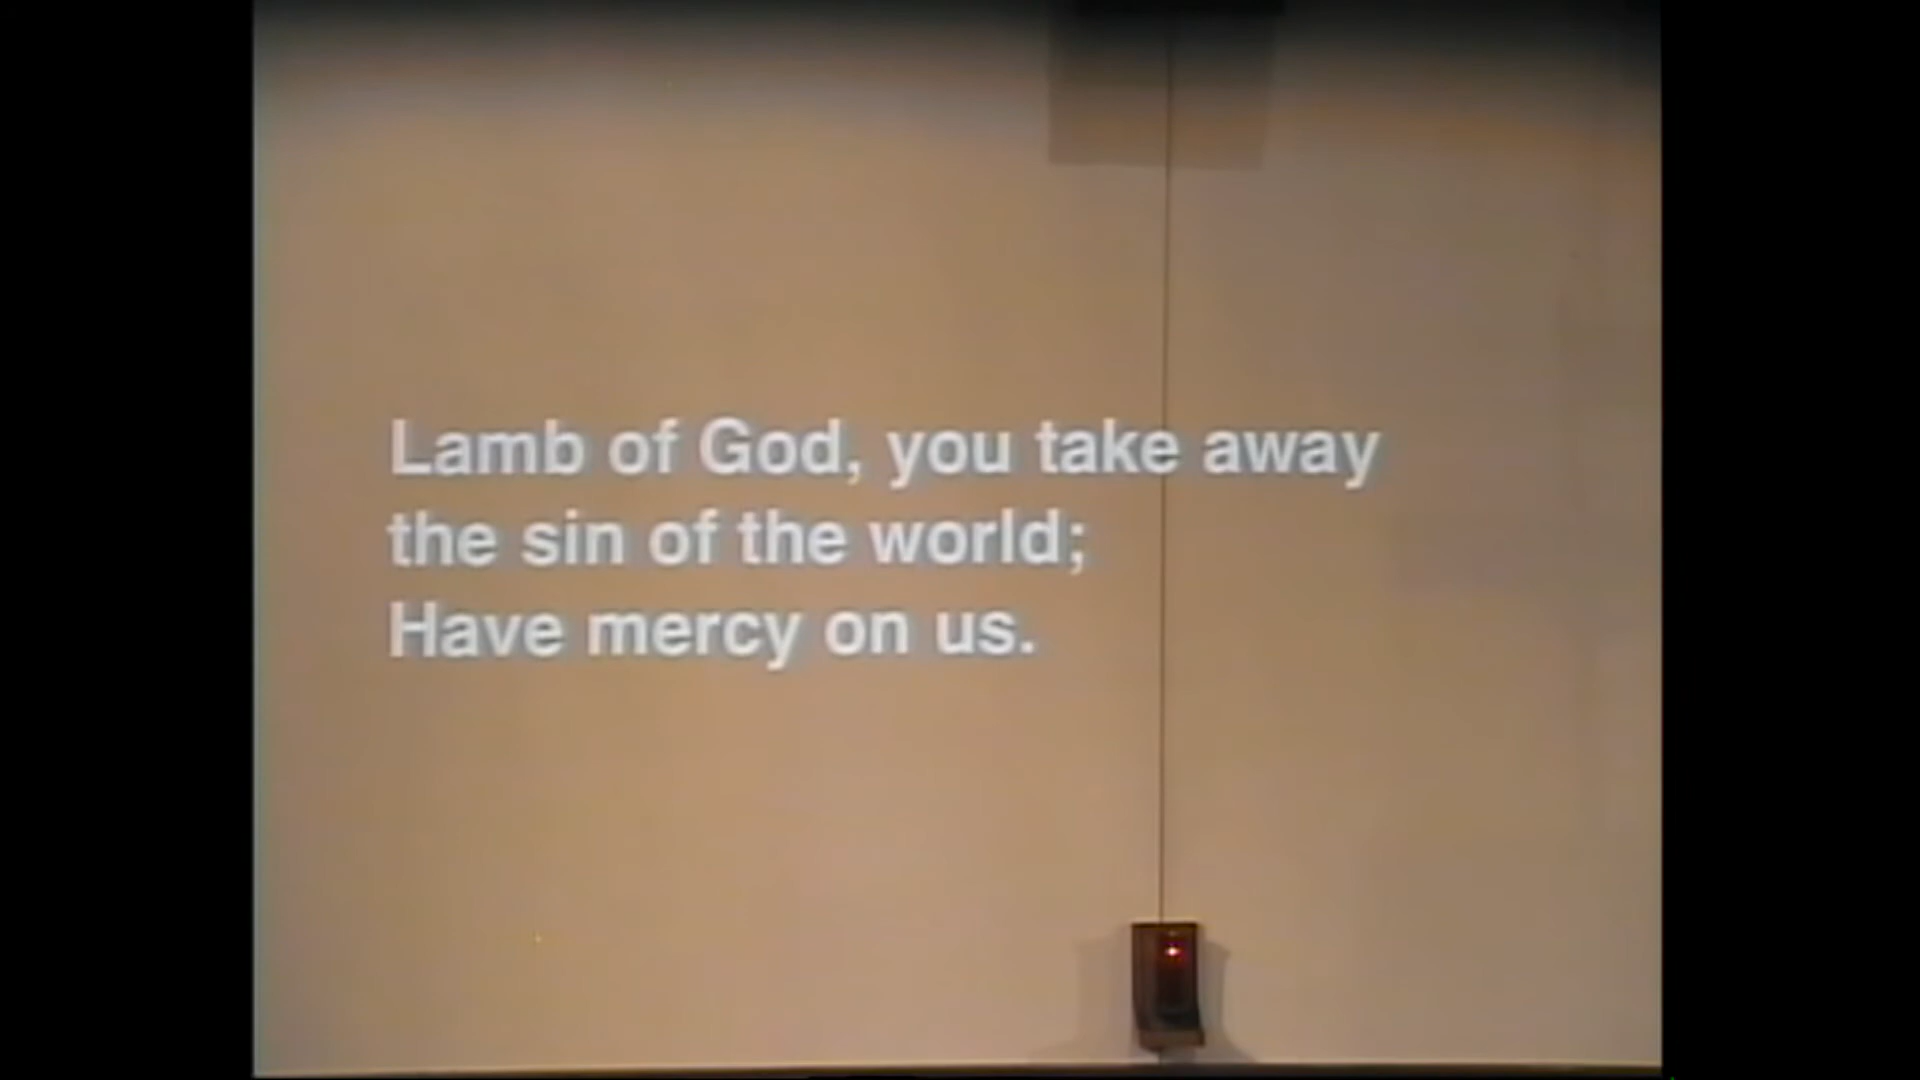 Lamb of God, you take away
the sin of the world;
Have mercy on us.